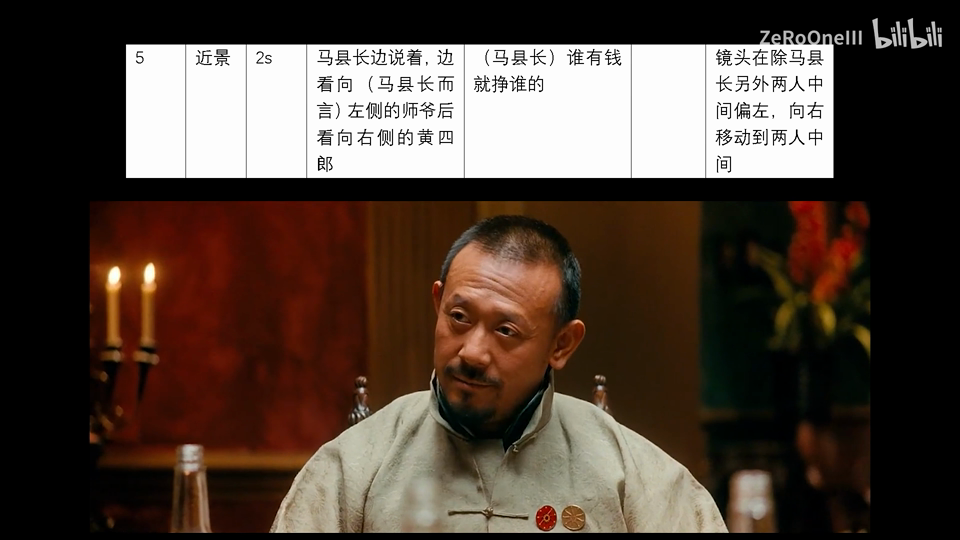 ZeRoOneIII bilibili
5 近景 2s 马县长边说着，边 （马县长）谁有钱 镜头在除马县
看向（马县长而 就挣谁的 长另外两人中
言）左侧的师爷后 间偏左，向右
看向右侧的黄四 移动到两人中
郎 间